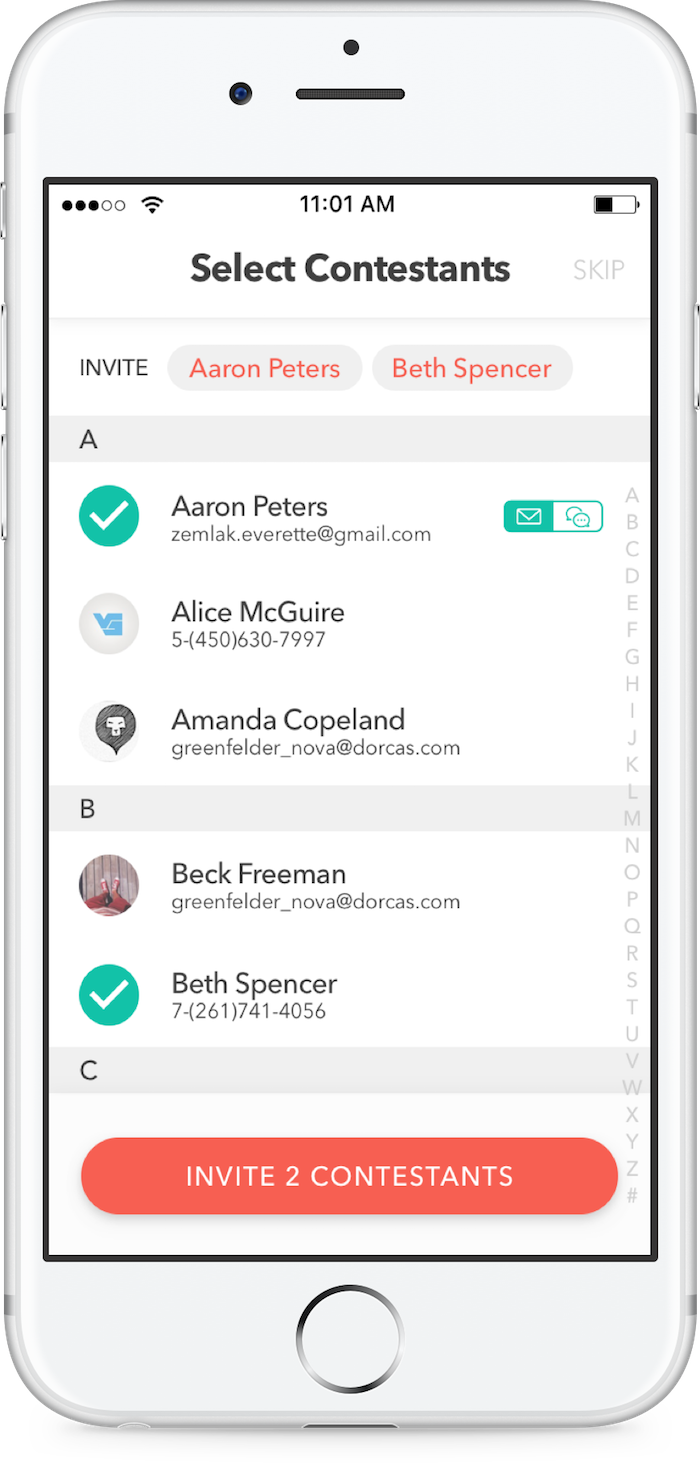 11:01 AM
Select Contestants
SKIP
INVITE Aaron Peters Beth Spencer
A
Aaron Peters
zemlak.everette@gmail.com
Alice McGuire
5-(450)630-7997
Amanda Copeland
greenfelder_nova@dorcas.com
B
Beck Freeman
greenfelder_nova@dorcas.com
Beth Spencer
7-(261)741-4056
C
INVITE 2 CONTESTANTS
A
B
C
D
E
F
G
H
I
J
K
L
M
N
O
P
Q
R
S
T
U
V
W
X
Y
Z
#